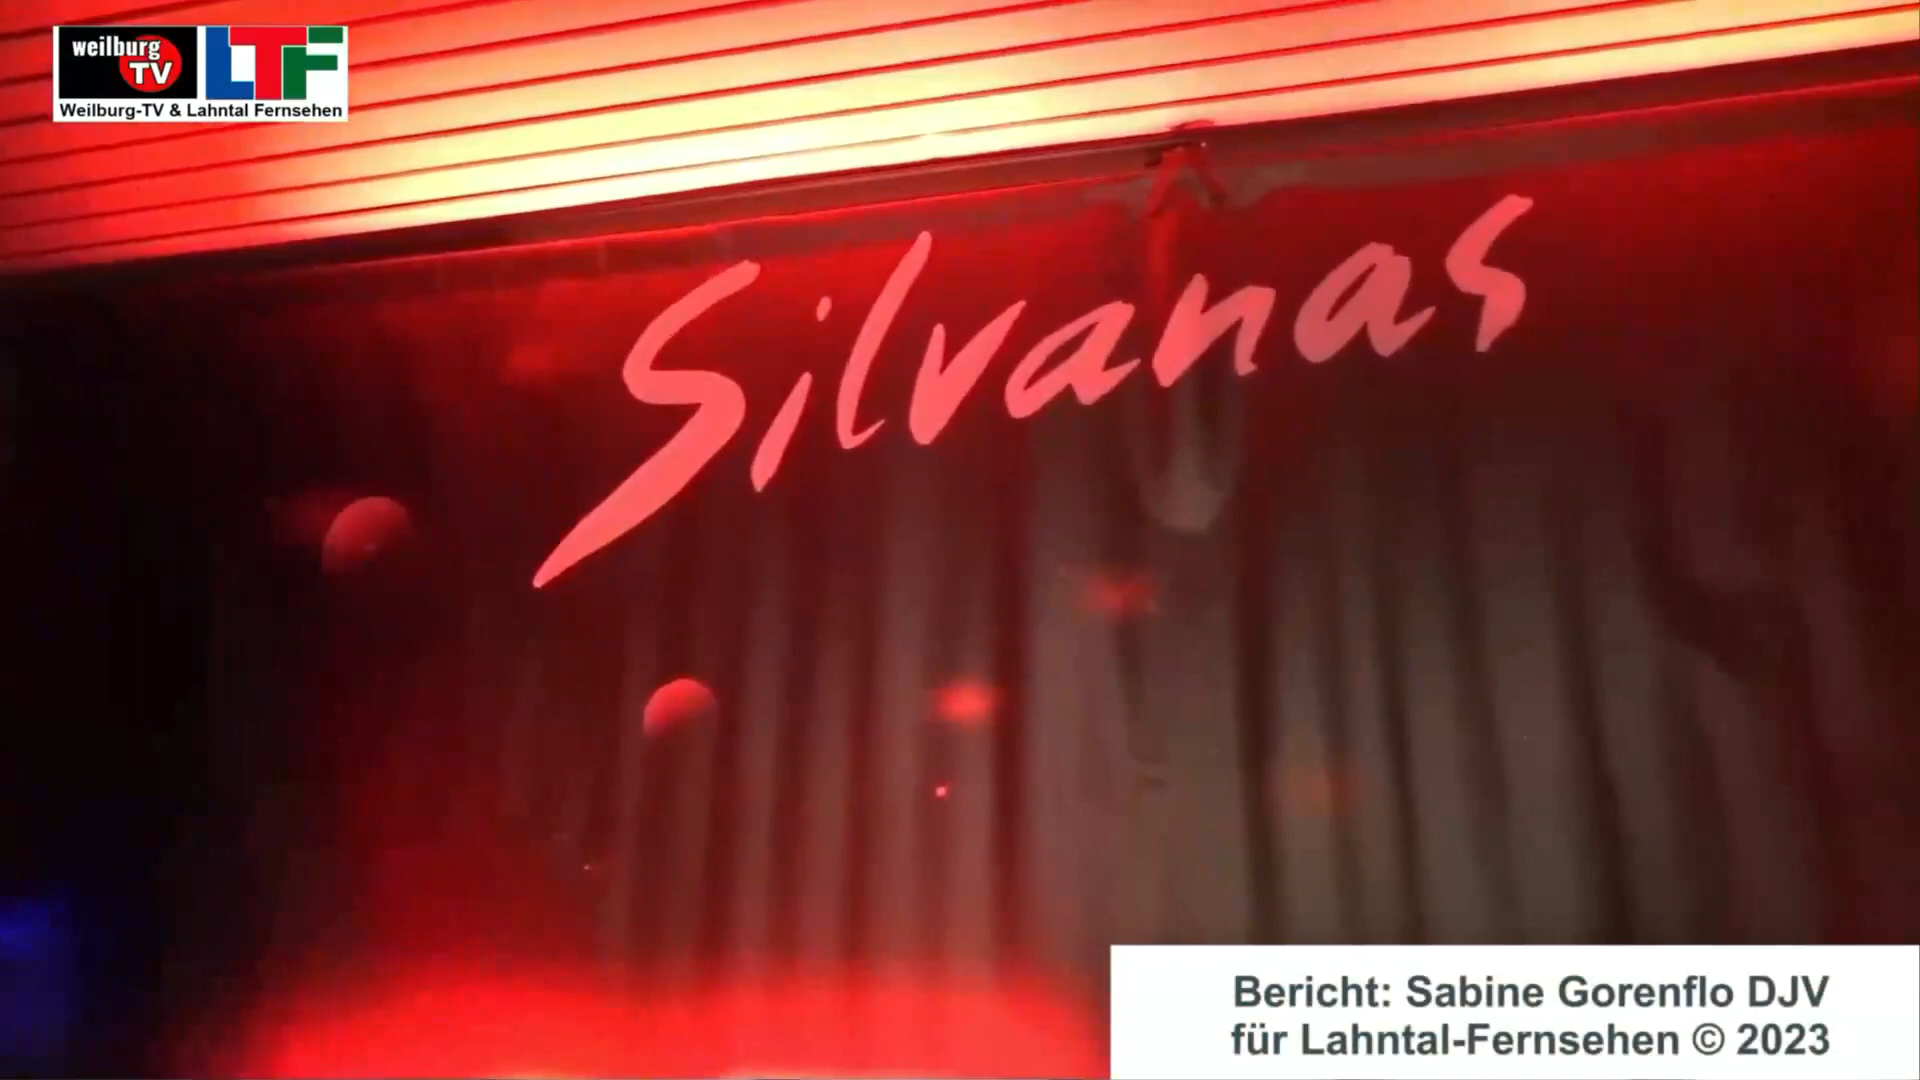 weilburg
TV
LTF
Weilburg-TV & Lahntal Fernsehen
Silvanas
Bericht: Sabine Gorenflo DJV
für Lahntal-Fernsehen © 2023